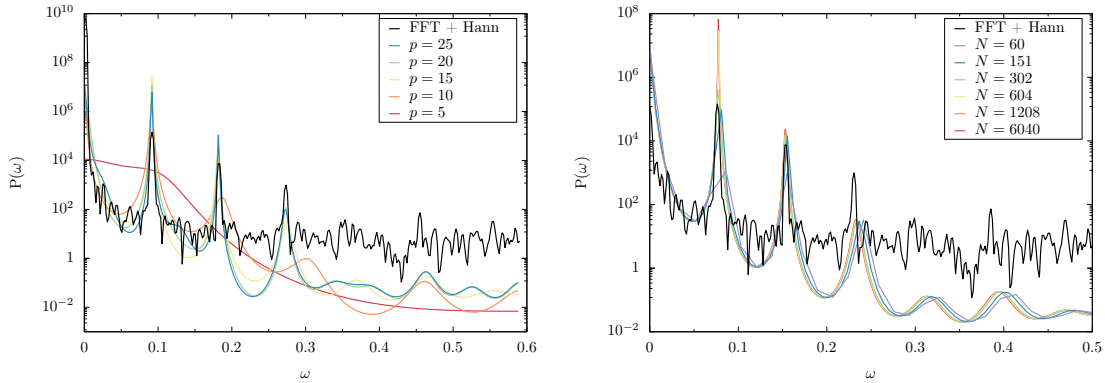 10^10
10^8
10^6
10^4
10^2
1
10^−2
P(ω)
0
0.1
0.2
0.3
0.4
0.5
0.6
ω
FFT + Hann
p = 25
p = 20
p = 15
p = 10
p = 5
10^8
10^6
10^4
10^2
1
10^−2
P(ω)
0
0.1
0.2
0.3
0.4
0.5
ω
FFT + Hann
N = 60
N = 151
N = 302
N = 604
N = 1208
N = 6040